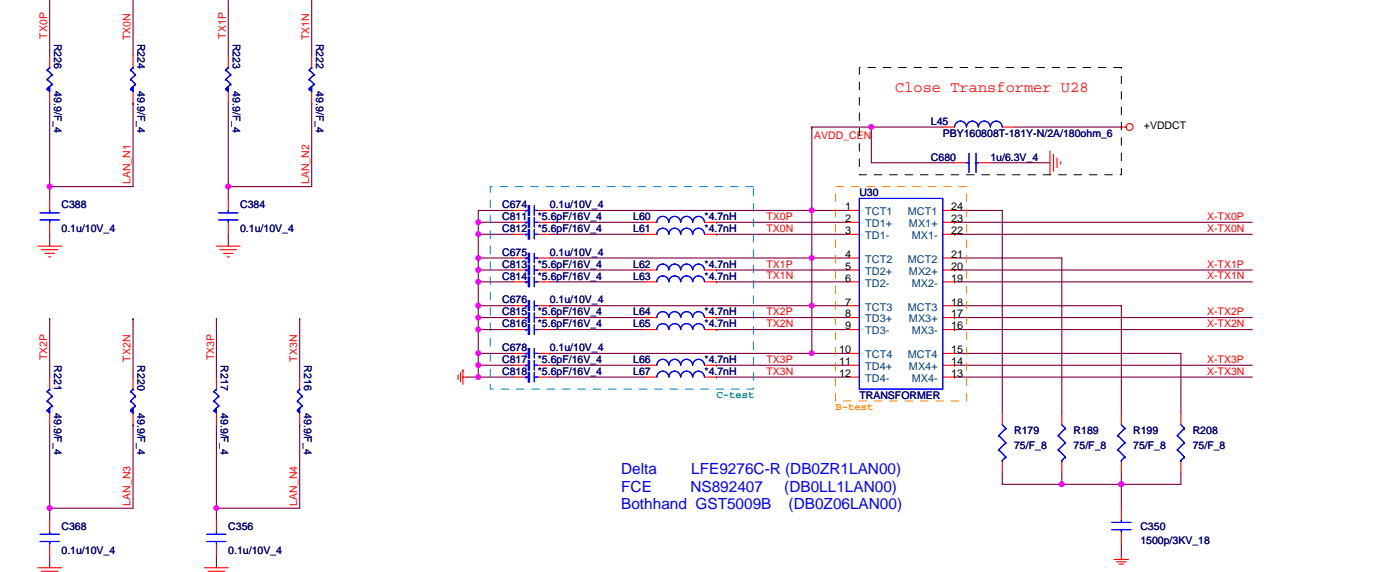 TX0P
TX0N
TX1P
TX1N
R226
R224
R223
R222
49.9/F_4
49.9/F_4
49.9/F_4
49.9/F_4
LAN_N1
LAN_N2
C388
0.1u/10V_4
C384
0.1u/10V_4
TX2P
TX2N
TX3P
TX3N
R221
R220
R217
R216
49.9/F_4
49.9/F_4
49.9/F_4
49.9/F_4
LAN_N3
LAN_N4
C368
0.1u/10V_4
C356
0.1u/10V_4
Close Transformer U28
AVDD_CEN
L45
PBY160808T-181Y-N/2A/180ohm_6
+VDDCT
C680
1u/6.3V_4
U30
C674 0.1u/10V_4 1 TCT1 MCT1 24
C811 *5.6pF/16V_4 L60 *4.7nH TX0P 2 TD1+ MX1+ 23 X-TX0P
C812 *5.6pF/16V_4 L61 *4.7nH TX0N 3 TD1- MX1- 22 X-TX0N
C675 0.1u/10V_4 4 TCT2 MCT2 21
C813 *5.6pF/16V_4 L62 *4.7nH TX1P 5 TD2+ MX2+ 20 X-TX1P
C814 *5.6pF/16V_4 L63 *4.7nH TX1N 6 TD2- MX2- 19 X-TX1N
C676 0.1u/10V_4 7 TCT3 MCT3 18
C815 *5.6pF/16V_4 L64 *4.7nH TX2P 8 TD3+ MX3+ 17 X-TX2P
C816 *5.6pF/16V_4 L65 *4.7nH TX2N 9 TD3- MX3- 16 X-TX2N
C678 0.1u/10V_4 10 TCT4 MCT4 15
C817 *5.6pF/16V_4 L66 *4.7nH TX3P 11 TD4+ MX4+ 14 X-TX3P
C818 *5.6pF/16V_4 L67 *4.7nH TX3N 12 TD4- MX4- 13 X-TX3N
C-test
TRANSFORMER
B-test
R179
75/F_8
R189
75/F_8
R199
75/F_8
R208
75/F_8
Delta LFE9276C-R (DB0ZR1LAN00)
FCE NS892407 (DB0LL1LAN00)
Bothhand GST5009B (DB0Z06LAN00)
C350
1500p/3KV_18